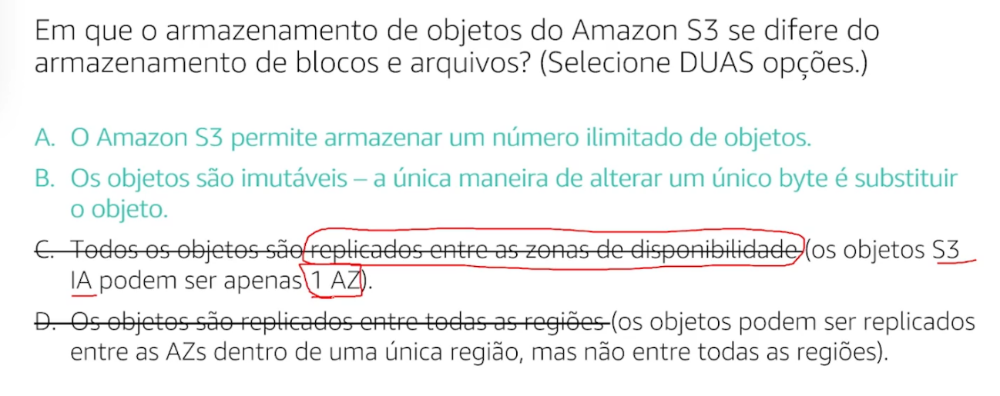 Em que o armazenamento de objetos do Amazon S3 se difere do
armazenamento de blocos e arquivos? (Selecione DUAS opções.)
A. O Amazon S3 permite armazenar um número ilimitado de objetos.
B. Os objetos são imutáveis – a única maneira de alterar um único byte é substituir
o objeto.
C. Todos os objetos são replicados entre as zonas de disponibilidade (os objetos S3
IA podem ser apenas 1 AZ).
D. Os objetos são replicados entre todas as regiões (os objetos podem ser replicados
entre as AZs dentro de uma única região, mas não entre todas as regiões).